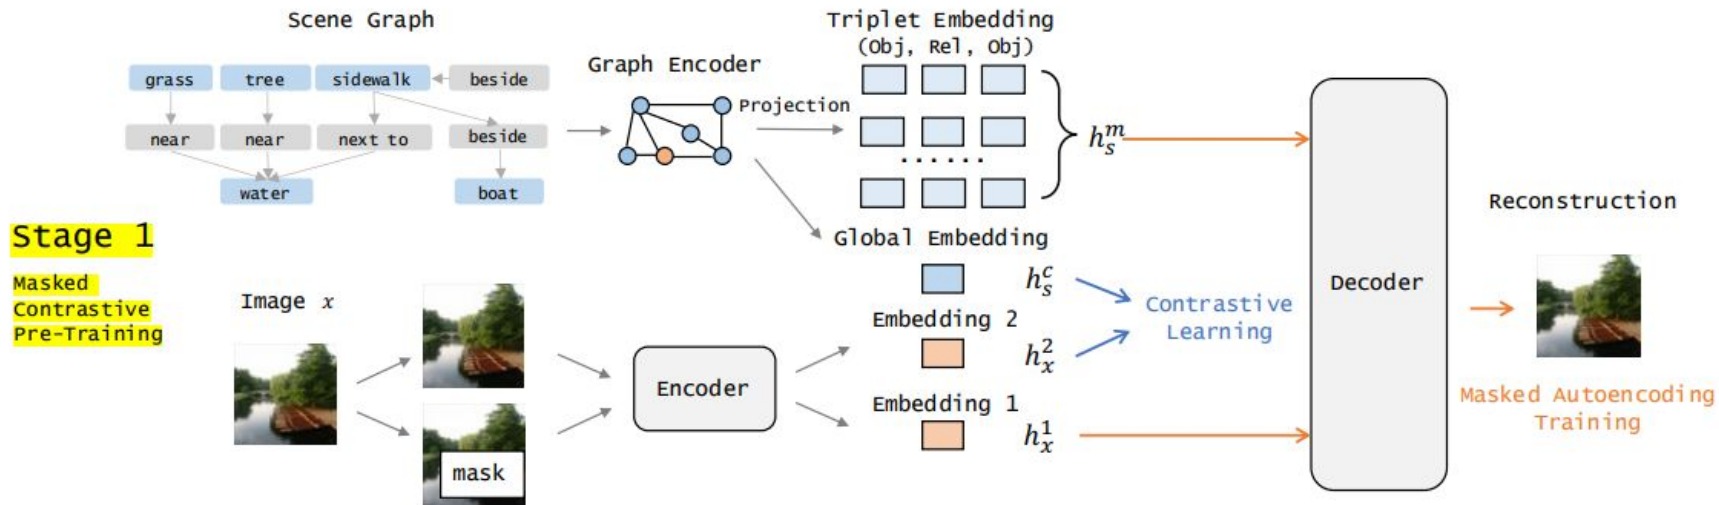 Scene Graph
grass
tree
sidewalk
beside
near
near
next to
beside
water
boat
Graph Encoder
Projection
Triplet Embedding
(Obj, Rel, Obj)
......
h_s^m
Global Embedding
h_s^c
Stage 1
Masked
Contrastive
Pre-Training
Image x
mask
Encoder
Embedding 2
h_x^2
Embedding 1
h_x^1
Contrastive
Learning
Decoder
Reconstruction
Masked Autoencoding
Training